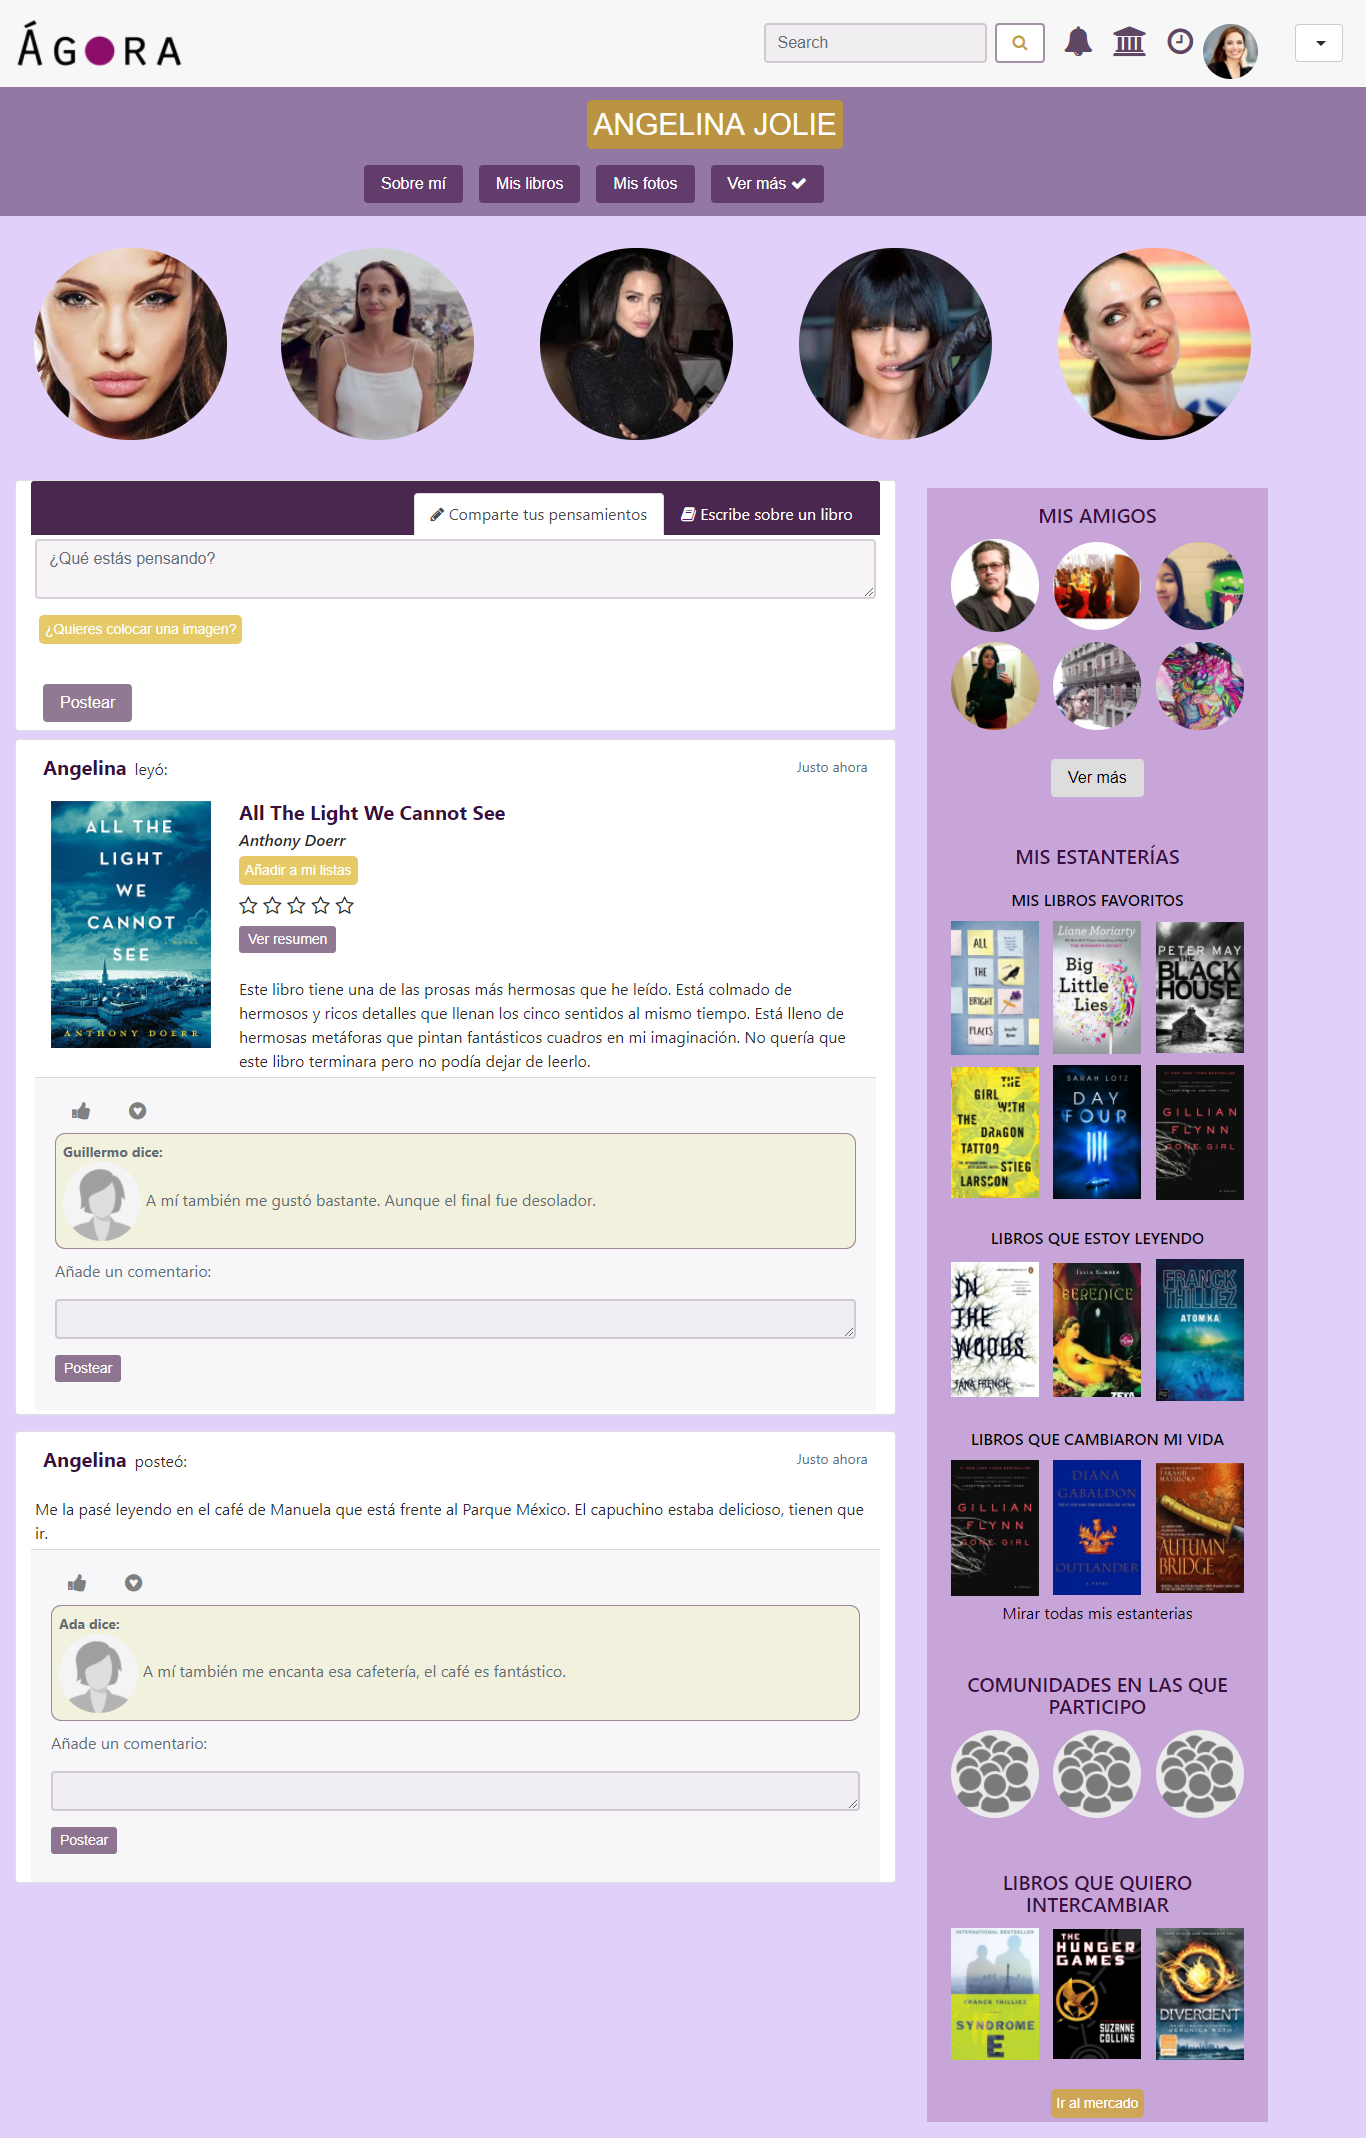 ÁGORA
Search
ANGELINA JOLIE
Sobre mí
Mis libros
Mis fotos
Ver más
Comparte tus pensamientos
Escribe sobre un libro
¿Qué estás pensando?
¿Quieres colocar una imagen?
Postear
Angelina leyó:
Justo ahora
ALL THE
LIGHT
WE
CANNOT
SEE
ANTHONY DOERR
All The Light We Cannot See
Anthony Doerr
Añadir a mi listas
Ver resumen
Este libro tiene una de las prosas más hermosas que he leído. Está colmado de
hermosos y ricos detalles que llenan los cinco sentidos al mismo tiempo. Está lleno de
hermosas metáforas que pintan fantásticos cuadros en mi imaginación. No quería que
este libro terminara pero no podía dejar de leerlo.
Guillermo dice:
A mí también me gustó bastante. Aunque el final fue desolador.
Añade un comentario:
Postear
Angelina posteó:
Justo ahora
Me la pasé leyendo en el café de Manuela que está frente al Parque México. El capuchino estaba delicioso, tienen que
ir.
Ada dice:
A mí también me encanta esa cafetería, el café es fantástico.
Añade un comentario:
Postear
MIS AMIGOS
Ver más
MIS ESTANTERÍAS
MIS LIBROS FAVORITOS
ALL
THE
BRIGHT
PLACES
Liane Moriarty
Big
Little
Lies
PETER MAY
THE
BLACK
HOUSE
THE
GIRL
WITH
THE
DRAGON
TATTOO
STIEG
LARSSON
SARAH LOTZ
DAY
FOUR
GILLIAN
FLYNN
GONE GIRL
LIBROS QUE ESTOY LEYENDO
IN
THE
WOODS
TANA FRENCH
BERENICE
ZETA
FRANCK
THILLIEZ
ATOMKA
LIBROS QUE CAMBIARON MI VIDA
GILLIAN
FLYNN
GONE GIRL
DIANA
GABALDON
OUTLANDER
A NOVEL
TAKASHI
MATSUOKA
AUTUMN
BRIDGE
Mirar todas mis estanterias
COMUNIDADES EN LAS QUE
PARTICIPO
LIBROS QUE QUIERO
INTERCAMBIAR
INTERNATIONAL BESTSELLER
FRANCK THILLIEZ
SYNDROME
E
THE
HUNGER
GAMES
SUZANNE
COLLINS
DIVERGENT
VERONICA ROTH
Ir al mercado